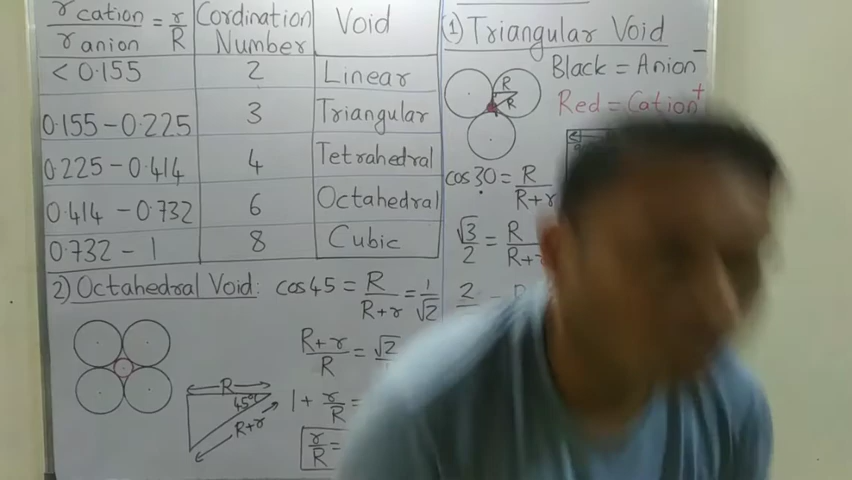 r cation / r anion = r / R
Cordination Number
Void
< 0.155
2
Linear
0.155 – 0.225
3
Triangular
0.225 – 0.414
4
Tetrahedral
0.414 – 0.732
6
Octahedral
0.732 – 1
8
Cubic
(1) Triangular Void
Black = Anion⁻
Red = Cation⁺
R
R
cos 30 = R / R+r
√3 / 2 = R / R+r
2
2) Octahedral Void: cos 45 = R / R+r = 1 / √2
R+r / R = √2
1 + r / R =
r / R =
R
45°
R+r